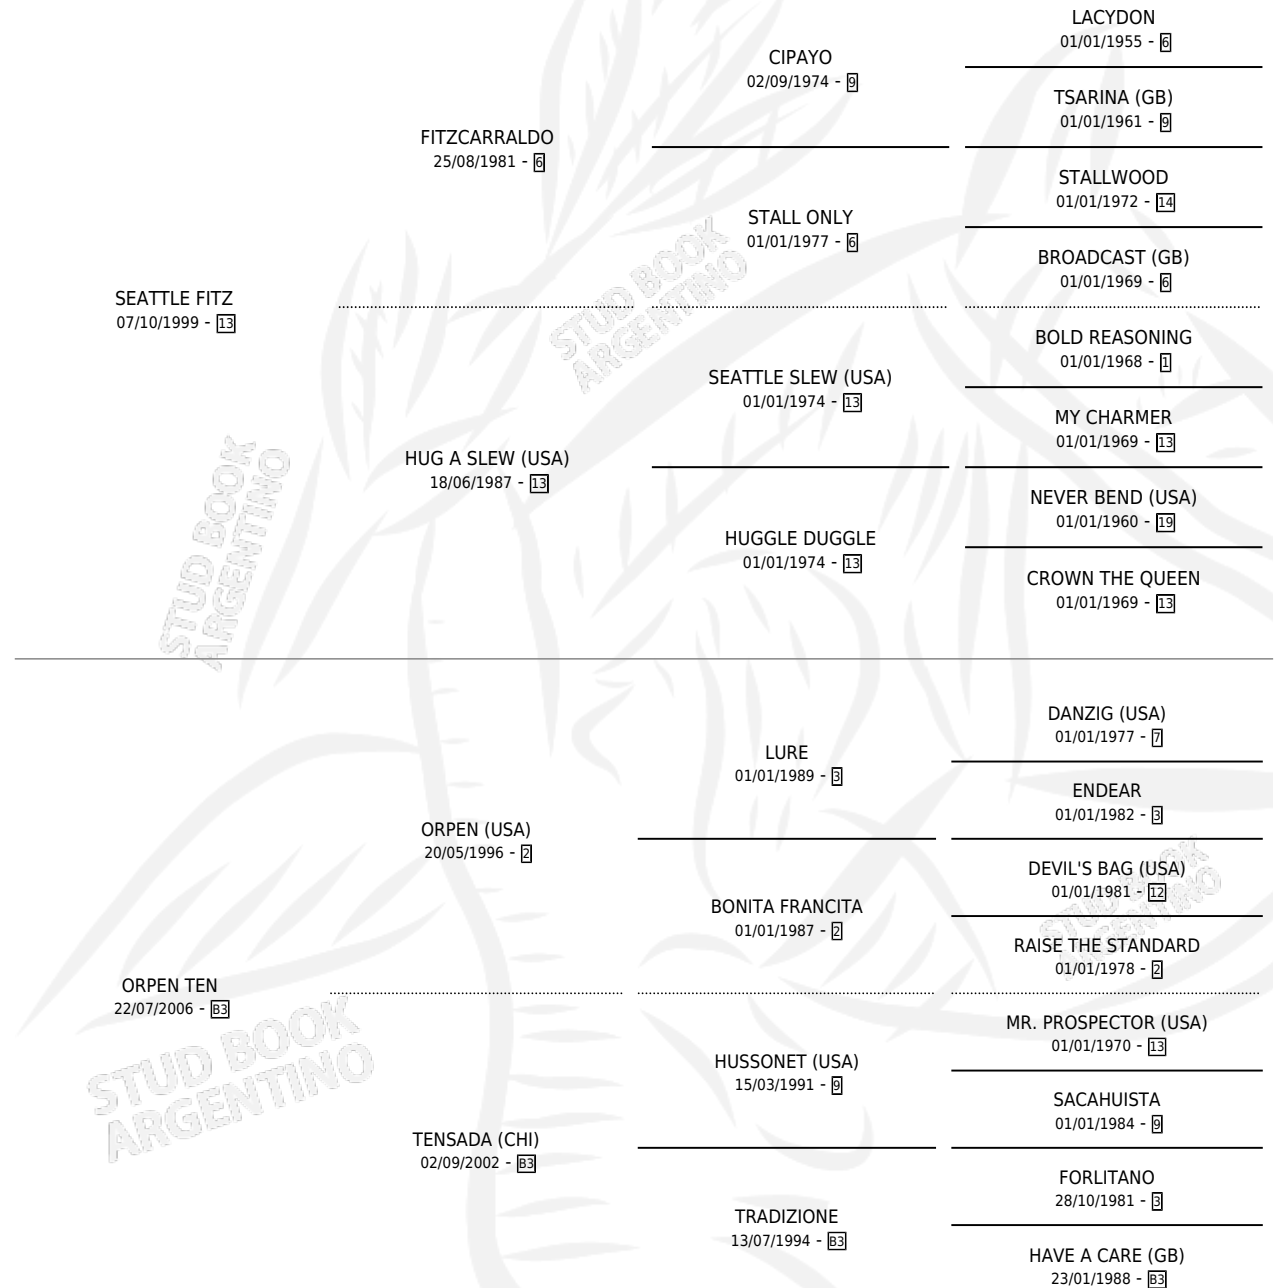 LACYDON
01/01/1955 - 6
CIPAYO
02/09/1974 - 9
TSARINA (GB)
01/01/1961 - 9
FITZCARRALDO
25/08/1981 - 6
STALLWOOD
01/01/1972 - 14
STALL ONLY
01/01/1977 - 6
BROADCAST (GB)
01/01/1969 - 6
SEATTLE FITZ
07/10/1999 - 13
BOLD REASONING
01/01/1968 - 1
SEATTLE SLEW (USA)
01/01/1974 - 13
MY CHARMER
01/01/1969 - 13
HUG A SLEW (USA)
18/06/1987 - 13
NEVER BEND (USA)
01/01/1960 - 19
HUGGLE DUGGLE
01/01/1974 - 13
CROWN THE QUEEN
01/01/1969 - 13
DANZIG (USA)
01/01/1977 - 7
LURE
01/01/1989 - 3
ENDEAR
01/01/1982 - 3
ORPEN (USA)
20/05/1996 - 2
DEVIL'S BAG (USA)
01/01/1981 - 12
BONITA FRANCITA
01/01/1987 - 2
RAISE THE STANDARD
01/01/1978 - 2
ORPEN TEN
22/07/2006 - B3
MR. PROSPECTOR (USA)
01/01/1970 - 13
HUSSONET (USA)
15/03/1991 - 9
SACAHUISTA
01/01/1984 - 9
TENSADA (CHI)
02/09/2002 - B3
FORLITANO
28/10/1981 - 3
TRADIZIONE
13/07/1994 - B3
HAVE A CARE (GB)
23/01/1988 - B3
STUD BOOK
ARGENTINO
STUD BOOK
ARGENTINO
STUD BOOK
ARGENTINO
STUD BOOK
ARGENTINO